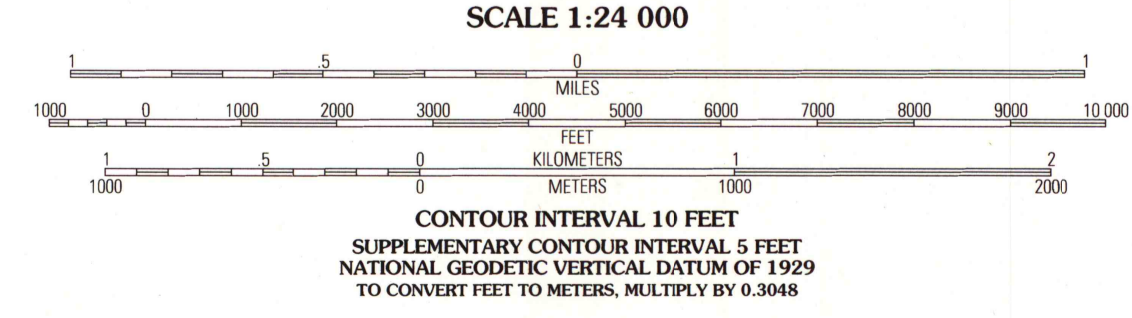 SCALE 1:24 000
1 .5 0 1
MILES
1000 0 1000 2000 3000 4000 5000 6000 7000 8000 9000 10 000
FEET
1 .5 0 KILOMETERS 1 2
1000 0 METERS 1000 2000
CONTOUR INTERVAL 10 FEET
SUPPLEMENTARY CONTOUR INTERVAL 5 FEET
NATIONAL GEODETIC VERTICAL DATUM OF 1929
TO CONVERT FEET TO METERS, MULTIPLY BY 0.3048